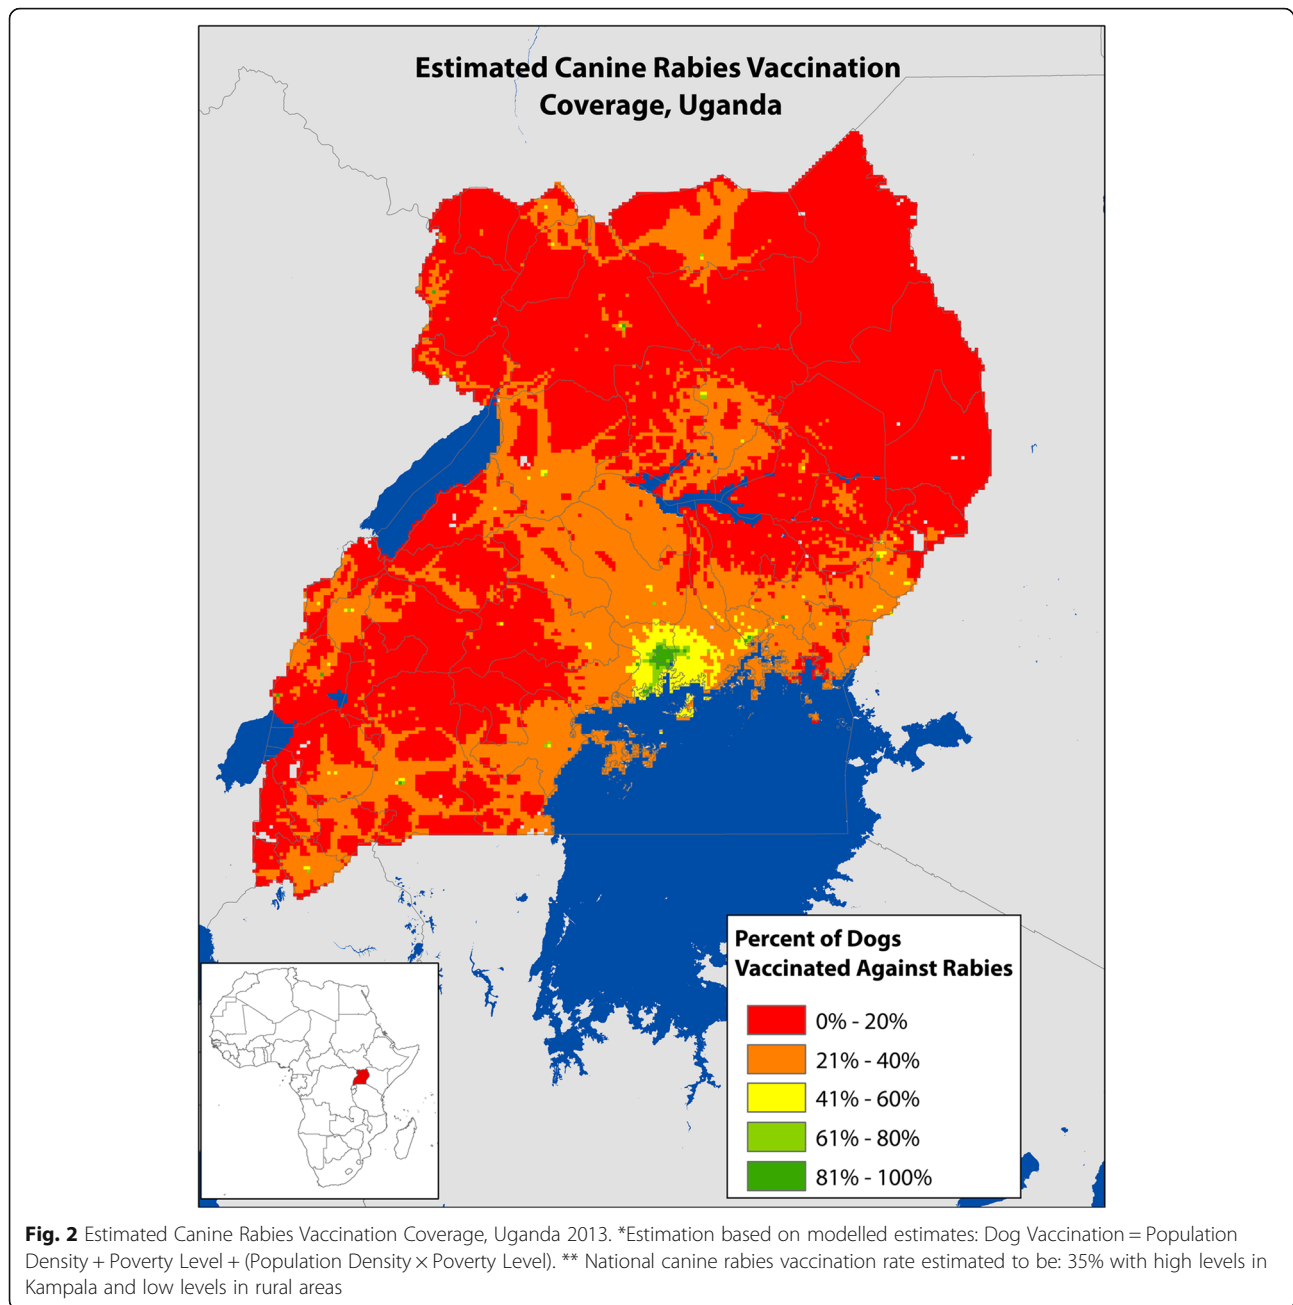 Estimated Canine Rabies Vaccination
Coverage, Uganda
Percent of Dogs
Vaccinated Against Rabies
0% - 20%
21% - 40%
41% - 60%
61% - 80%
81% - 100%
Fig. 2 Estimated Canine Rabies Vaccination Coverage, Uganda 2013. *Estimation based on modelled estimates: Dog Vaccination = Population
Density + Poverty Level + (Population Density × Poverty Level). ** National canine rabies vaccination rate estimated to be: 35% with high levels in
Kampala and low levels in rural areas